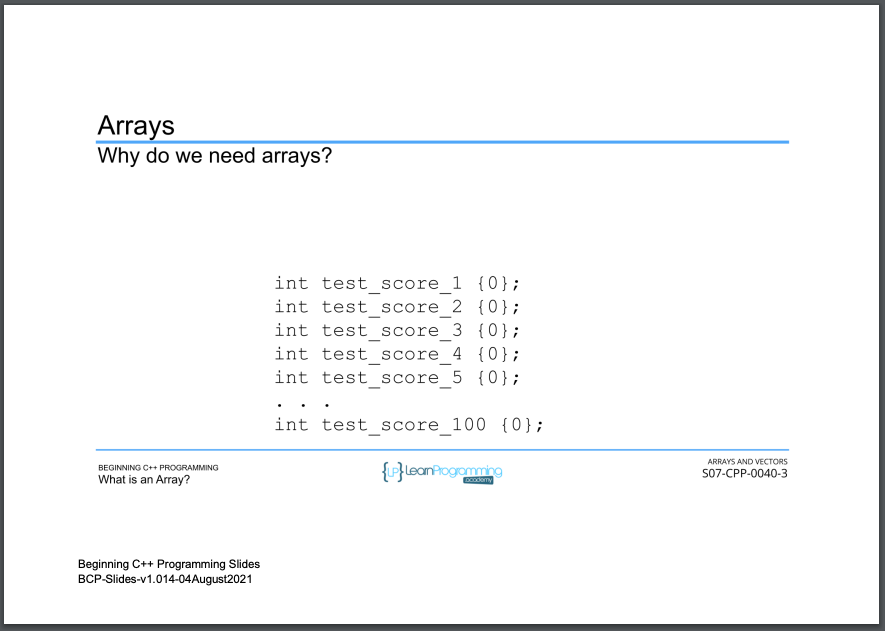 Arrays
Why do we need arrays?
int test_score_1 {0};
int test_score_2 {0};
int test_score_3 {0};
int test_score_4 {0};
int test_score_5 {0};
. . .
int test_score_100 {0};
BEGINNING C++ PROGRAMMING
What is an Array?
{LP} LearnProgramming
academy
ARRAYS AND VECTORS
S07-CPP-0040-3
Beginning C++ Programming Slides
BCP-Slides-v1.014-04August2021